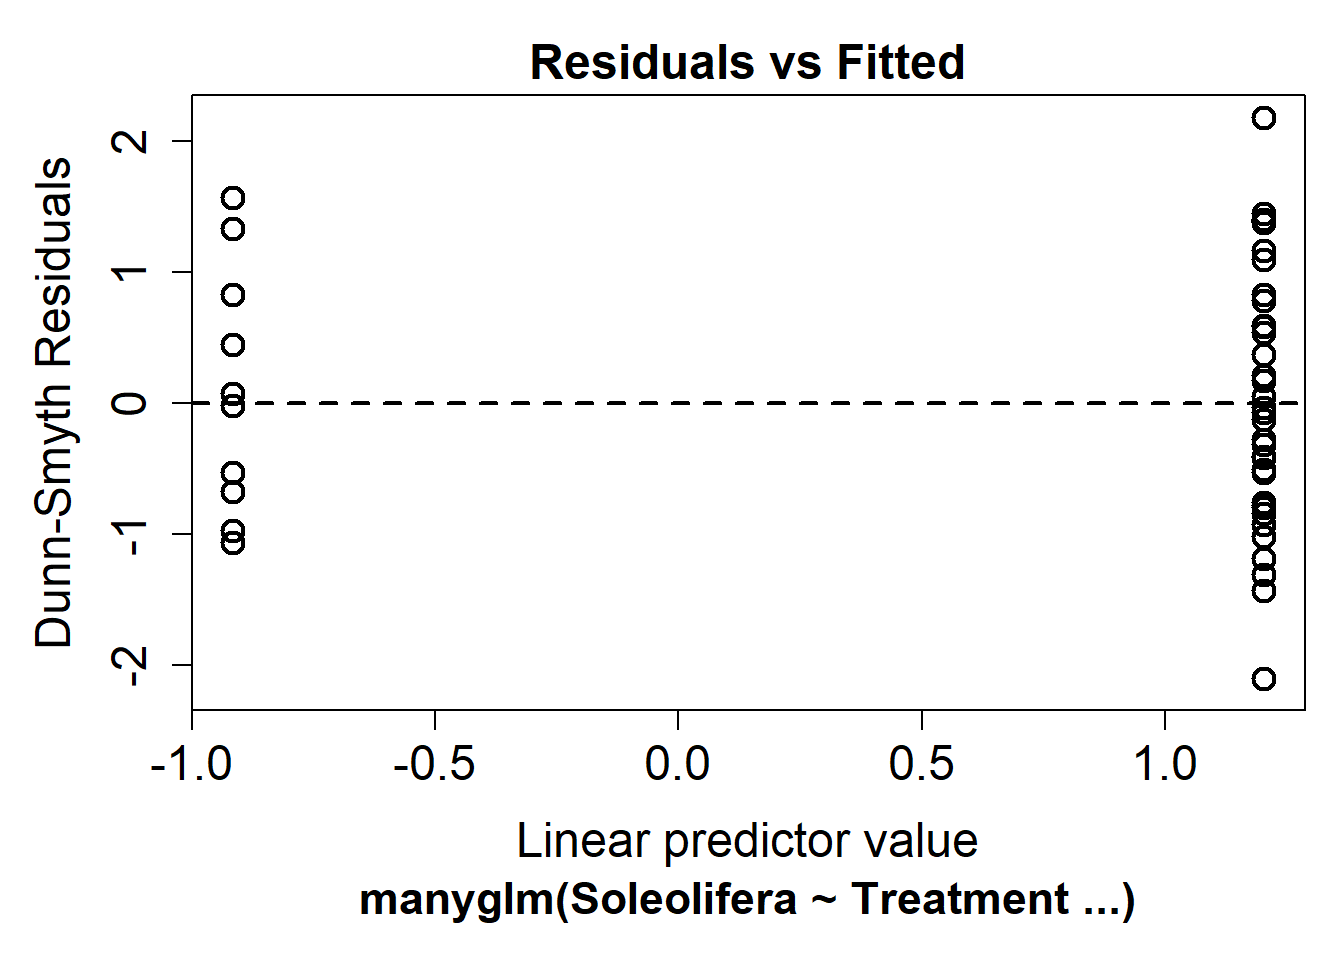 Residuals vs Fitted
Dunn-Smyth Residuals
2
1
0
-1
-2
-1.0 -0.5 0.0 0.5 1.0
Linear predictor value
manyglm(Soleolifera ~ Treatment ...)